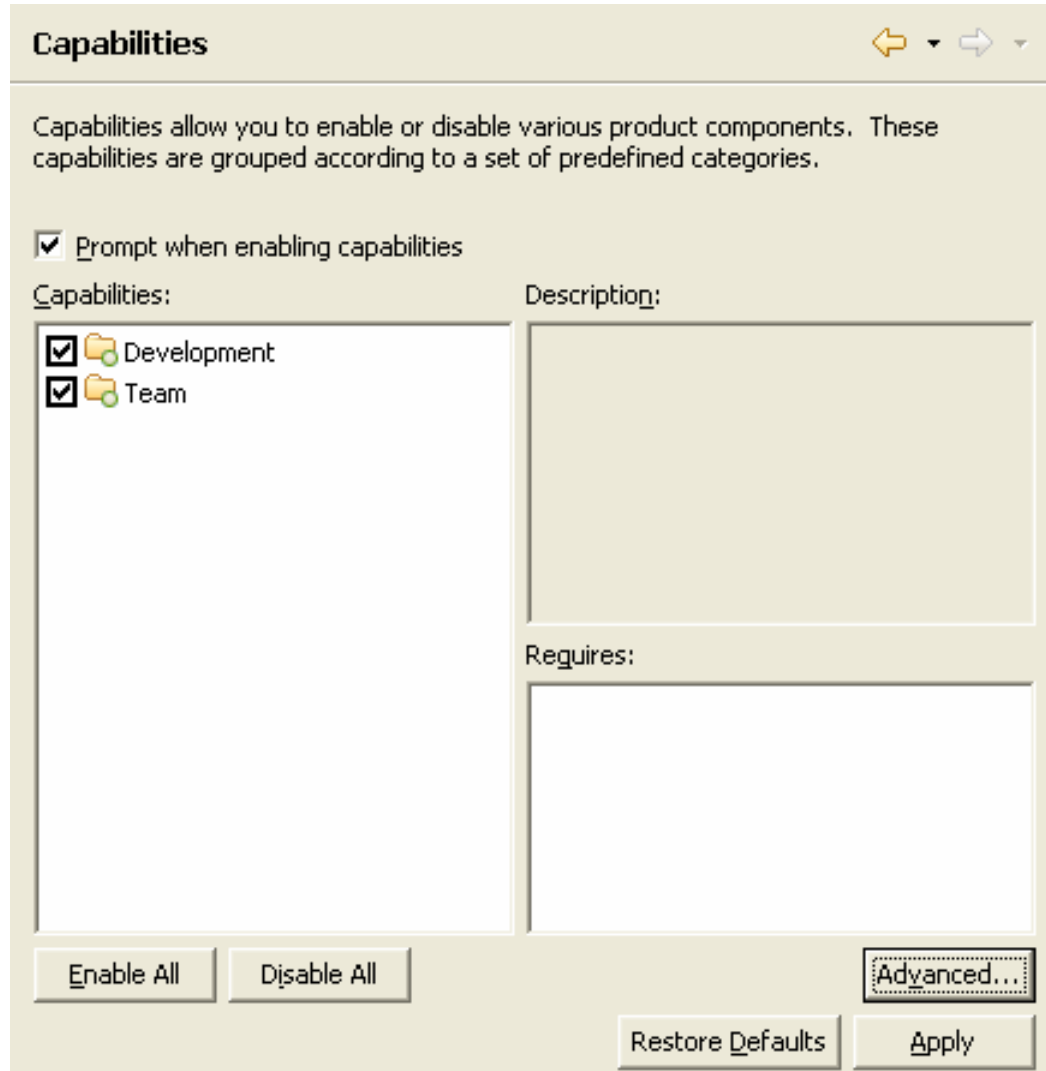 Capabilities
Capabilities allow you to enable or disable various product components.  These
capabilities are grouped according to a set of predefined categories.
Prompt when enabling capabilities
Capabilities:
Description:
Development
Team
Requires:
Enable All
Disable All
Advanced...
Restore Defaults
Apply